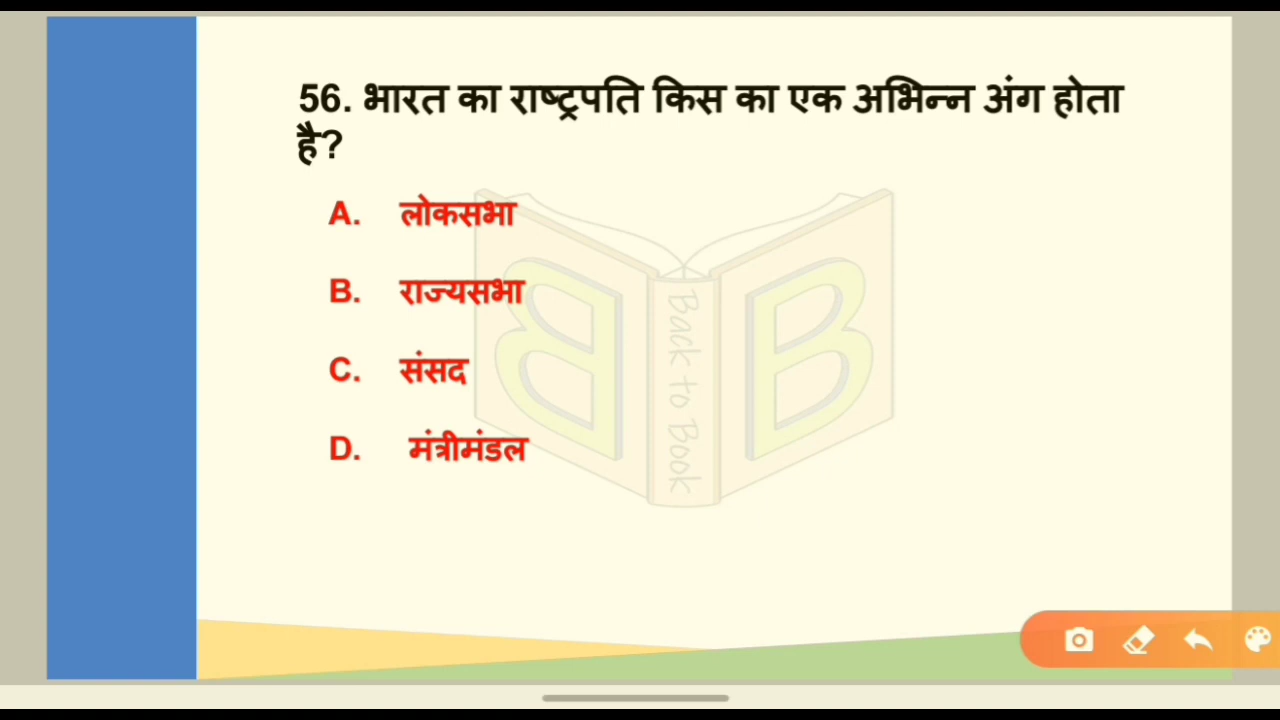 56. भारत का राष्ट्रपति किस का एक अभिन्न अंग होता
है?
A. लोकसभा
B. राज्यसभा
C. संसद
D. मंत्रीमंडल
B B
Back to Book